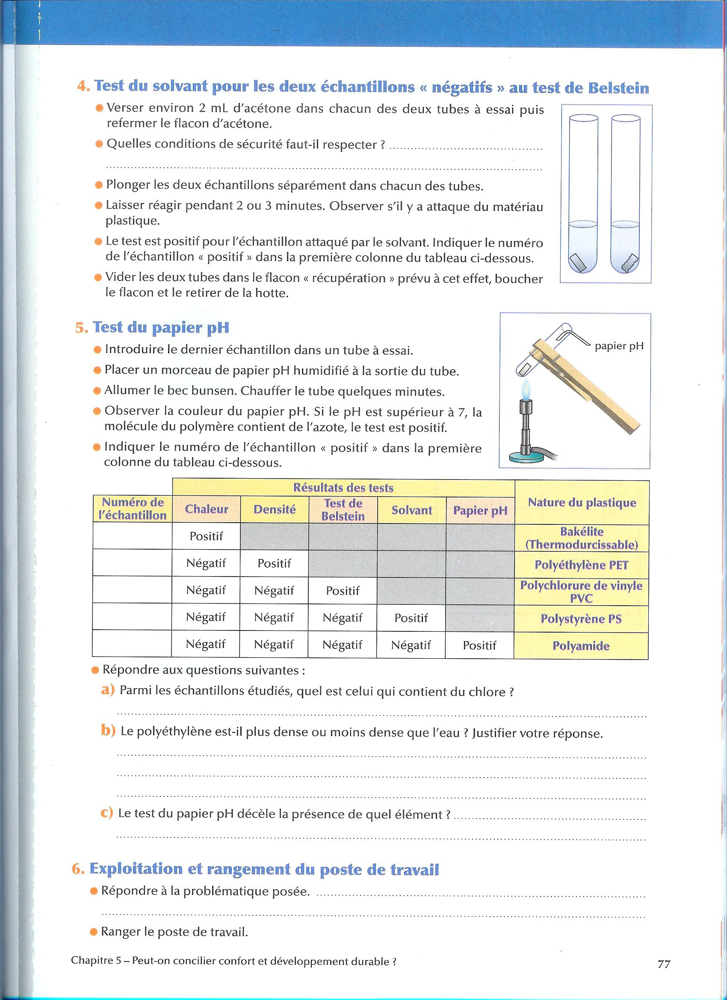 4. Test du solvant pour les deux échantillons « négatifs » au test de Belstein
● Verser environ 2 mL d'acétone dans chacun des deux tubes à essai puis
refermer le flacon d'acétone.
● Quelles conditions de sécurité faut-il respecter ? ...........................................
..........................................................................................................................
● Plonger les deux échantillons séparément dans chacun des tubes.
● Laisser réagir pendant 2 ou 3 minutes. Observer s'il y a attaque du matériau
plastique.
● Le test est positif pour l'échantillon attaqué par le solvant. Indiquer le numéro
de l'échantillon « positif » dans la première colonne du tableau ci-dessous.
● Vider les deux tubes dans le flacon « récupération » prévu à cet effet, boucher
le flacon et le retirer de la hotte.
5. Test du papier pH
● Introduire le dernier échantillon dans un tube à essai.
● Placer un morceau de papier pH humidifié à la sortie du tube.
● Allumer le bec bunsen. Chauffer le tube quelques minutes.
● Observer la couleur du papier pH. Si le pH est supérieur à 7, la
molécule du polymère contient de l'azote, le test est positif.
● Indiquer le numéro de l'échantillon « positif » dans la première
colonne du tableau ci-dessous.
papier pH
Résultats des tests
Numéro de
l'échantillon
Chaleur
Densité
Test de
Belstein
Solvant
Papier pH
Nature du plastique
Positif
Bakélite
(Thermodurcissable)
Négatif Positif Polyéthylène PET
Négatif Négatif Positif
Polychlorure de vinyle
PVC
Négatif Négatif Négatif Positif Polystyrène PS
Négatif Négatif Négatif Négatif Positif Polyamide
● Répondre aux questions suivantes :
a) Parmi les échantillons étudiés, quel est celui qui contient du chlore ?
..........................................................................................................................
b) Le polyéthylène est-il plus dense ou moins dense que l'eau ? Justifier votre réponse.
..........................................................................................................................
..........................................................................................................................
..........................................................................................................................
c) Le test du papier pH décèle la présence de quel élément ? ......................................................
..........................................................................................................................
6. Exploitation et rangement du poste de travail
● Répondre à la problématique posée. ..........................................................................................
..........................................................................................................................
● Ranger le poste de travail.
Chapitre 5 – Peut-on concilier confort et développement durable ?
77